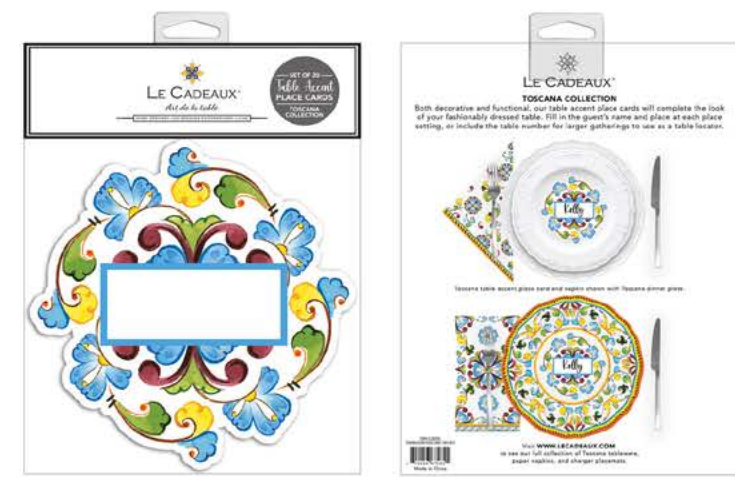 LE CADEAUX
Art de la table
SET OF 20
Table Accent
PLACE CARDS
TOSCANA
COLLECTION
LE CADEAUX
TOSCANA COLLECTION
Both decorative and functional, our table accent place cards will complete the look
of your fashionably dressed table. Fill in the guest's name and place at each place
setting, or include the table number for larger gatherings to use as a table locator.
Kelly
Toscana table accent place card and napkin shown with Toscana dinner plate.
Kelly
Visit WWW.LECADEAUX.COM
to see our full collection of Toscana tableware,
paper napkins, and charger placemats.
Made in China